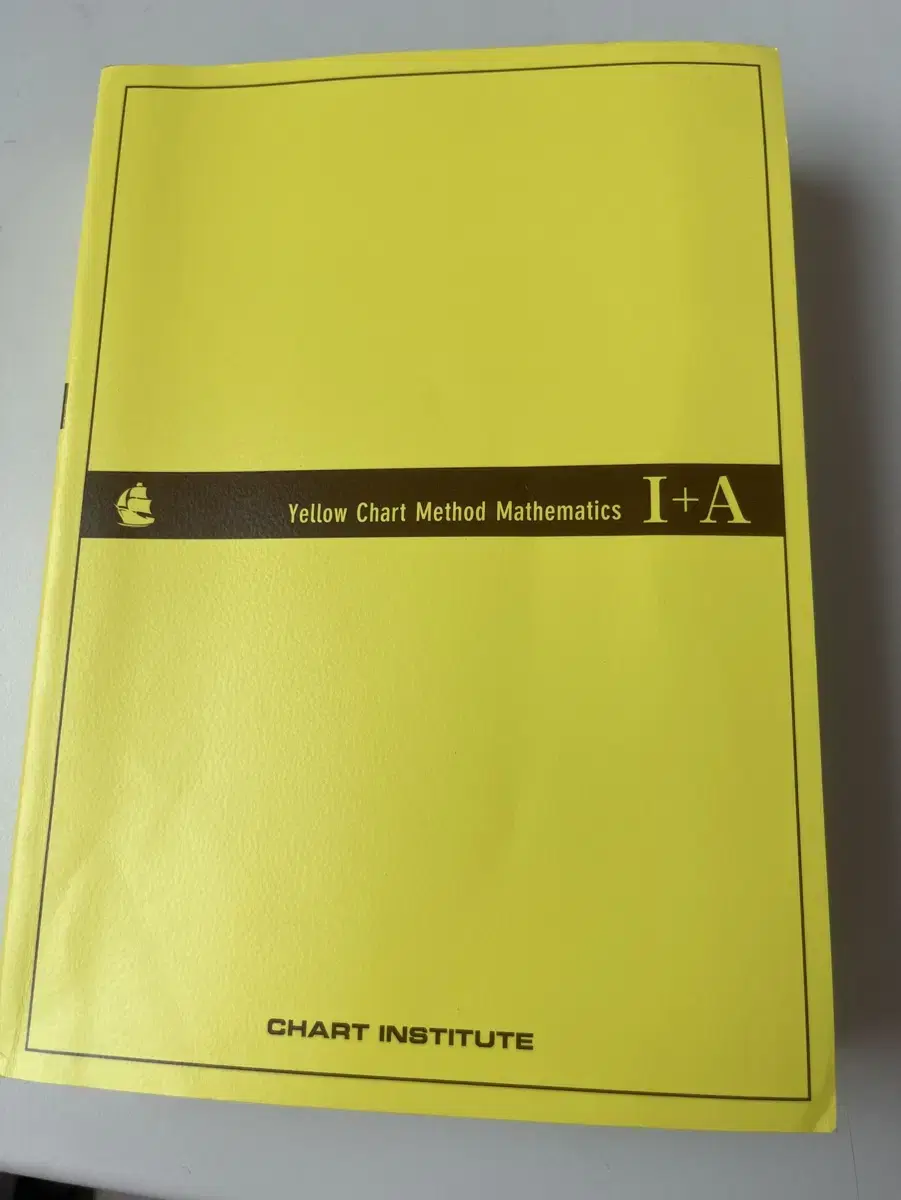 Yellow Chart Method Mathematics I+A
CHART INSTITUTE